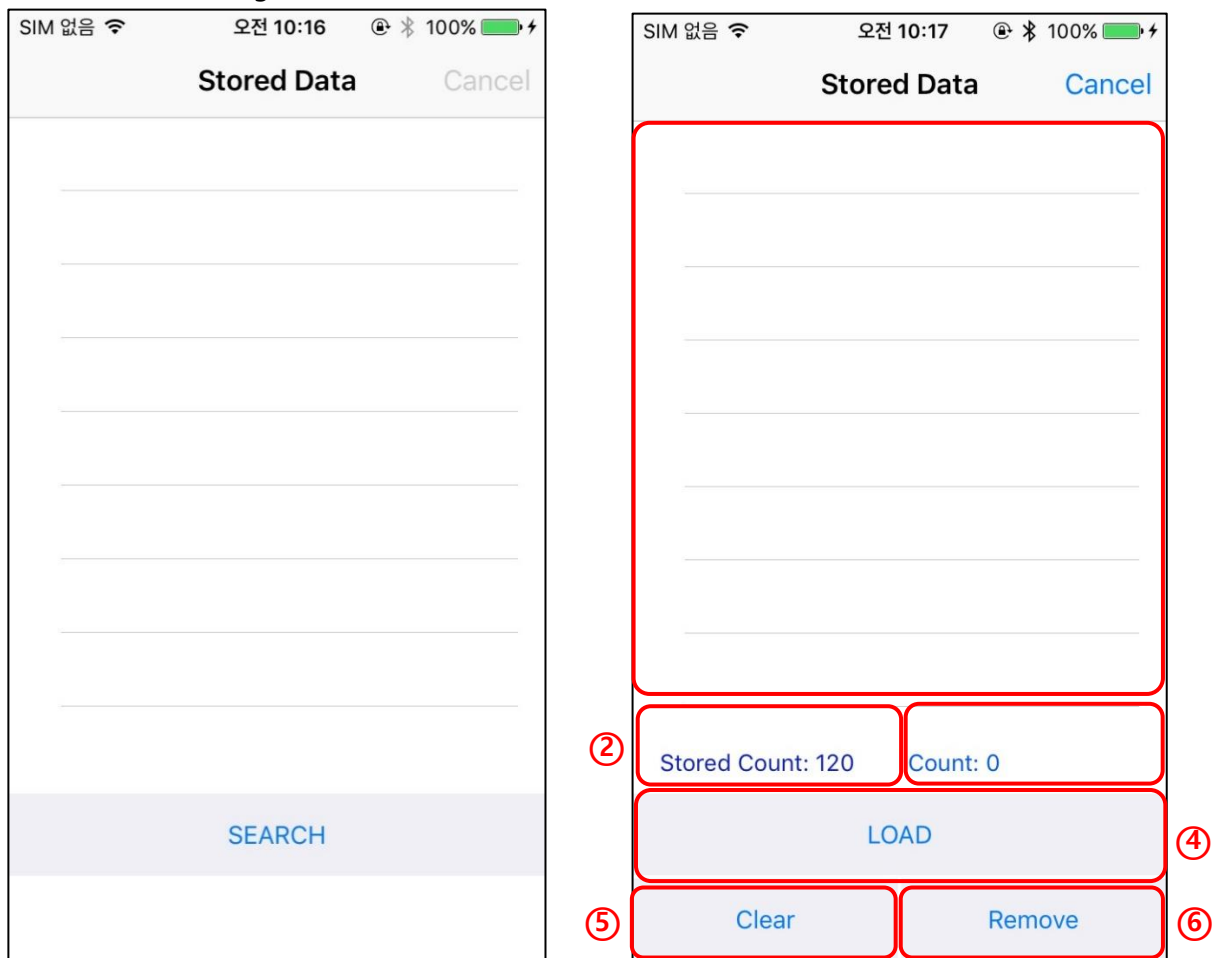 SIM 없음 오전 10:16 100%
Stored Data Cancel
SEARCH
SIM 없음 오전 10:17 100%
Stored Data Cancel
② Stored Count: 120 Count: 0
LOAD ④
⑤ Clear Remove ⑥